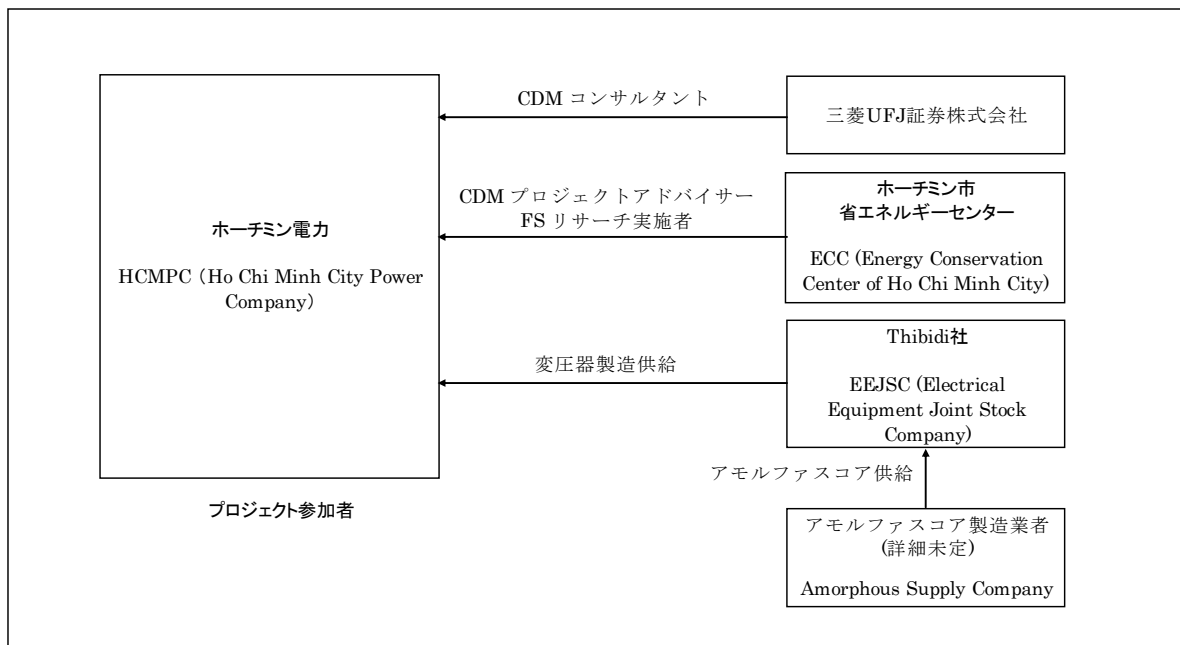 CDM コンサルタント
三菱UFJ証券株式会社
ホーチミン電力
HCMPC（Ho Chi Minh City Power
Company）
CDM プロジェクトアドバイザー
FS リサーチ実施者
ホーチミン市
省エネルギーセンター
ECC (Energy Conservation
Center of Ho Chi Minh City)
変圧器製造供給
Thibidi社
EEJSC (Electrical
Equipment Joint Stock
Company)
アモルファスコア供給
プロジェクト参加者
アモルファスコア製造業者
(詳細未定)
Amorphous Supply Company